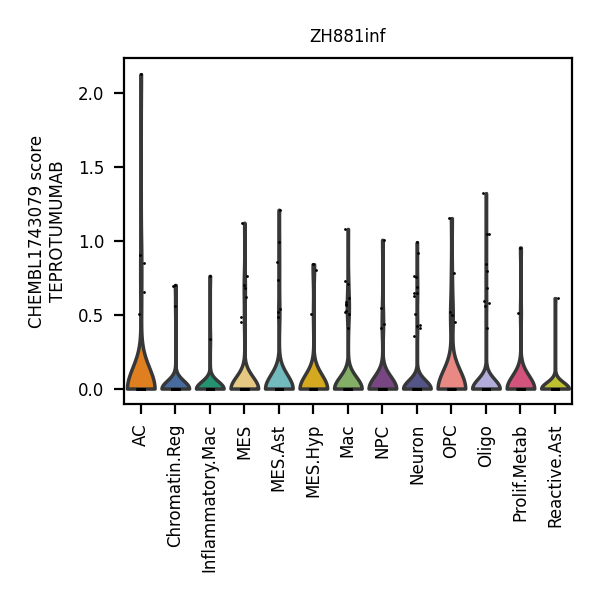 ZH881inf
CHEMBL1743079 score
TEPROTUMUMAB
2.0
1.5
1.0
0.5
0.0
AC
Chromatin.Reg
Inflammatory.Mac
MES
MES.Ast
MES.Hyp
Mac
NPC
Neuron
OPC
Oligo
Prolif.Metab
Reactive.Ast